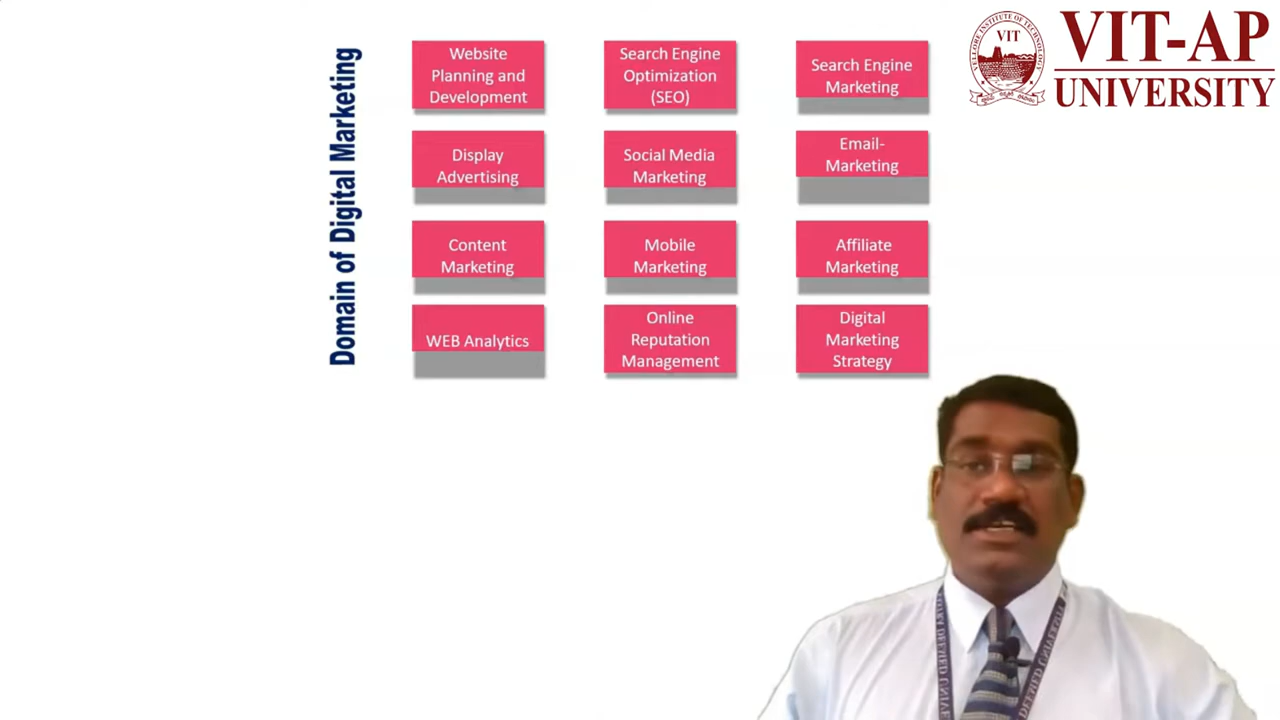 Domain of Digital Marketing
Website
Planning and
Development
Search Engine
Optimization
(SEO)
Search Engine
Marketing
Display
Advertising
Social Media
Marketing
Email-
Marketing
Content
Marketing
Mobile
Marketing
Affiliate
Marketing
WEB Analytics
Online
Reputation
Management
Digital
Marketing
Strategy
VIT
VIT-AP
UNIVERSITY